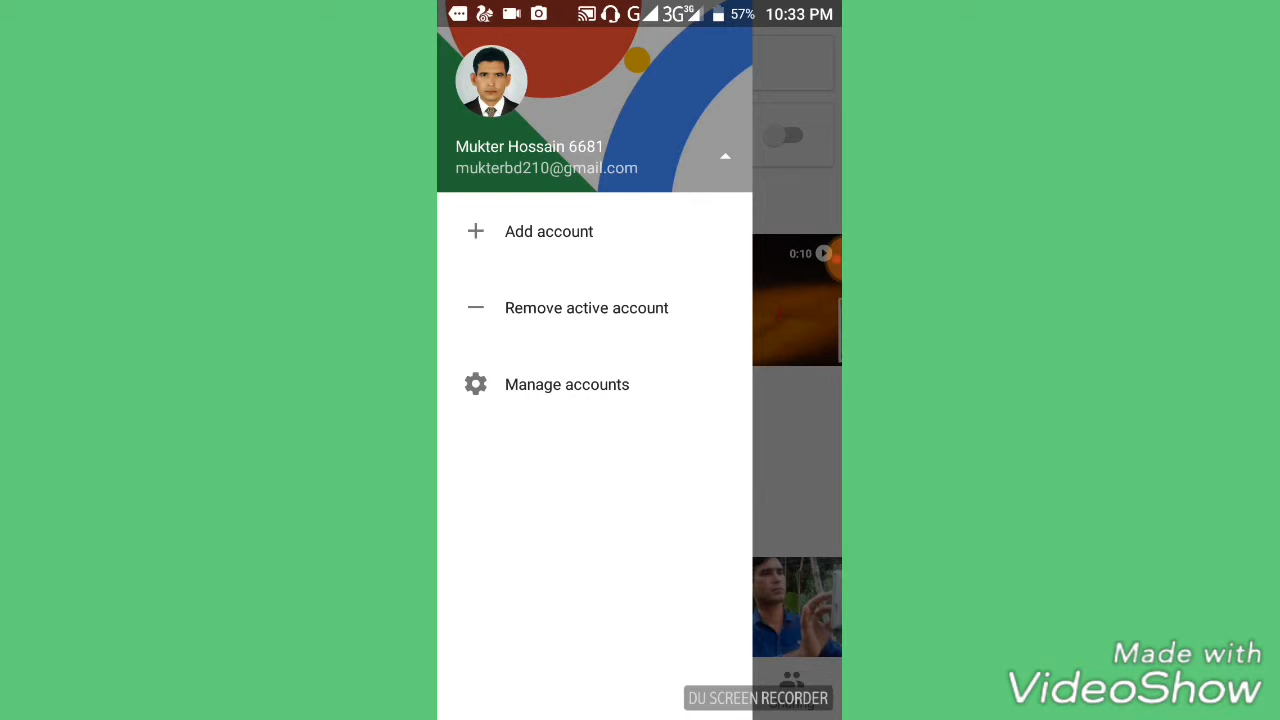 G 3G 3G 57% 10:33 PM
Mukter Hossain 6681
mukterbd210@gmail.com
0:10
Add account
Remove active account
Manage accounts
DU SCREEN RECORDER
Made with
VideoShow